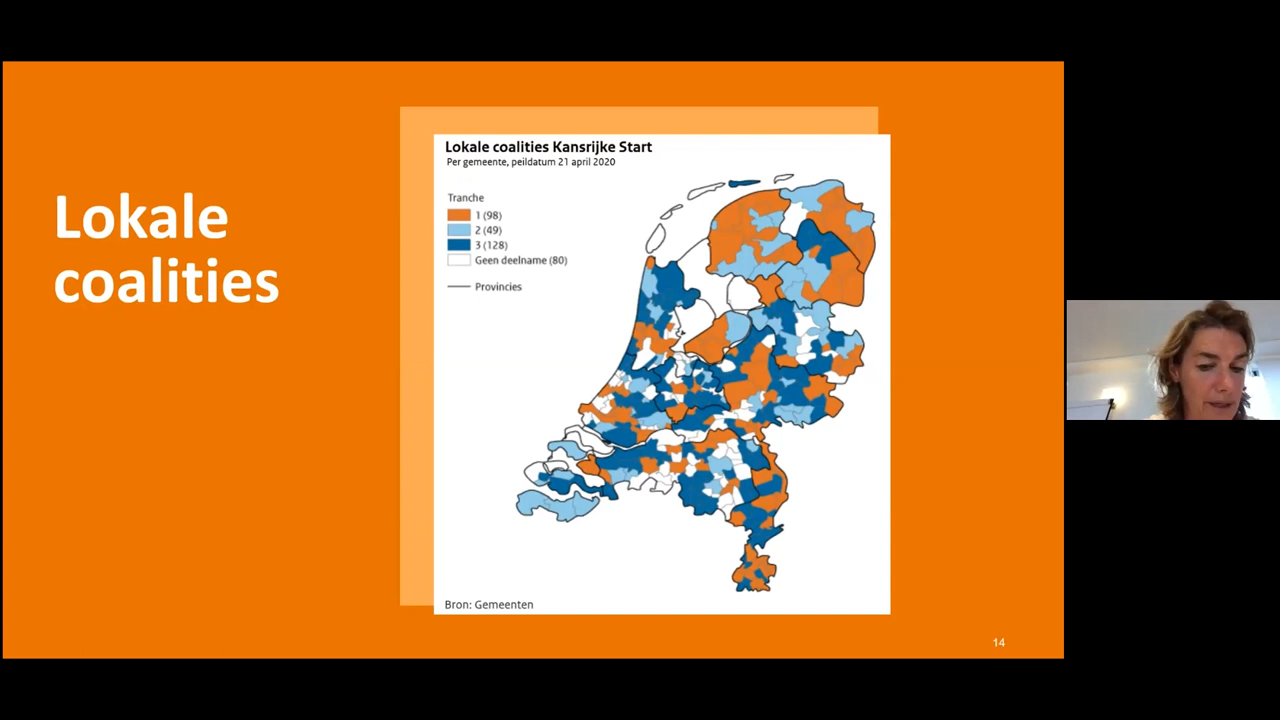 Lokale
coalities
Lokale coalities Kansrijke Start
Per gemeente, peildatum 21 april 2020
Tranche
1 (98)
2 (49)
3 (128)
Geen deelname (80)
Provincies
Bron: Gemeenten
14